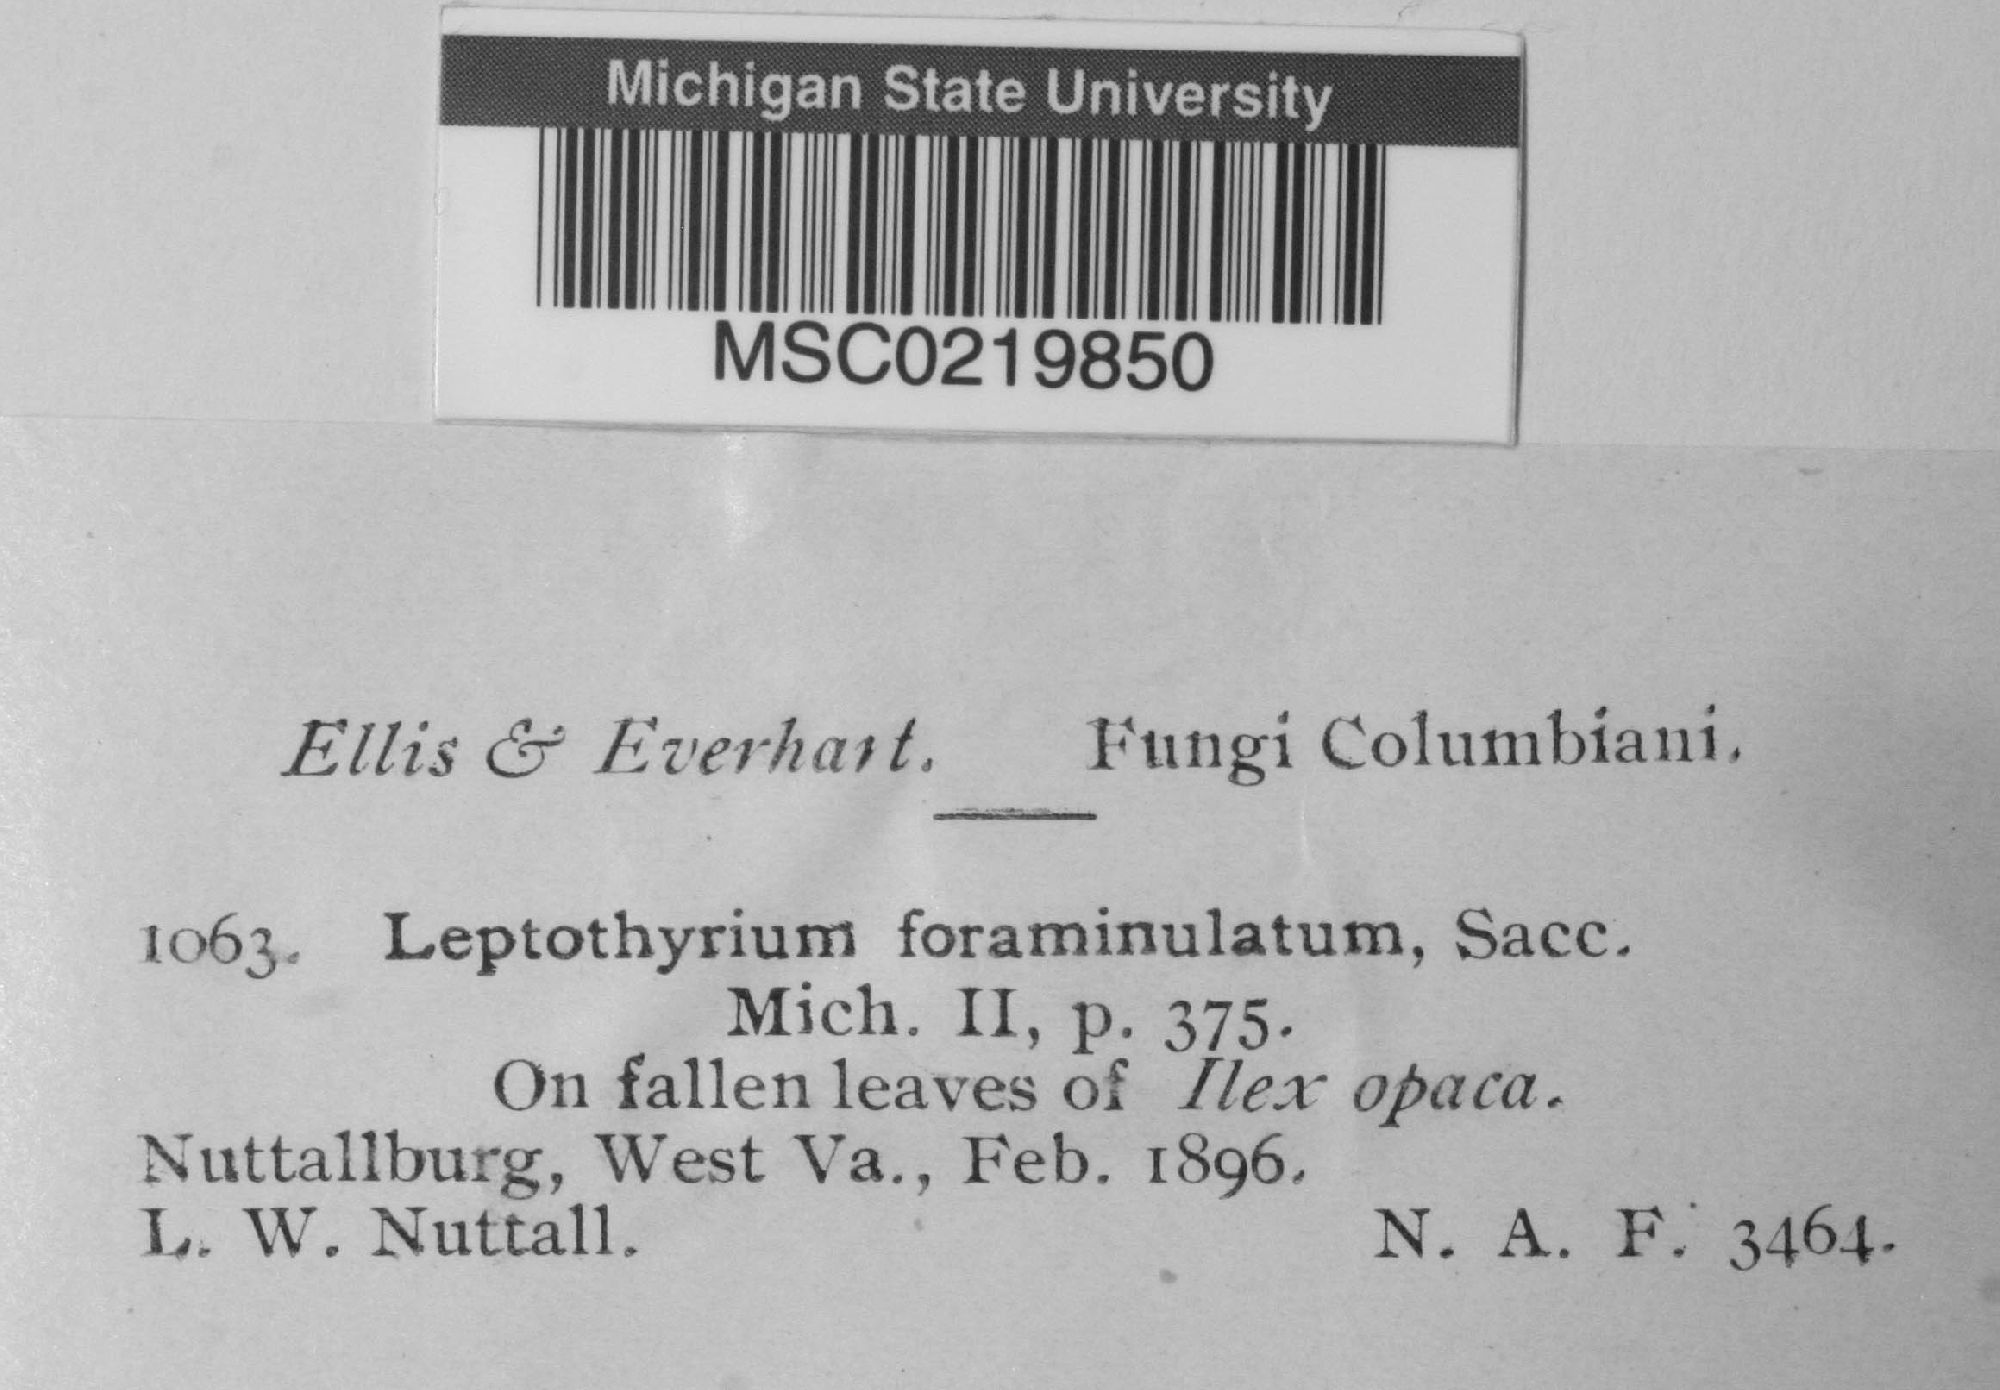 Michigan State University
MSC0219850
Ellis & Everhart. Fungi Columbiani.
1063. Leptothyrium foraminulatum, Sacc.
Mich. II, p. 375.
On fallen leaves of Ilex opaca.
Nuttallburg, West Va., Feb. 1896.
L. W. Nuttall. N. A. F. 3464.